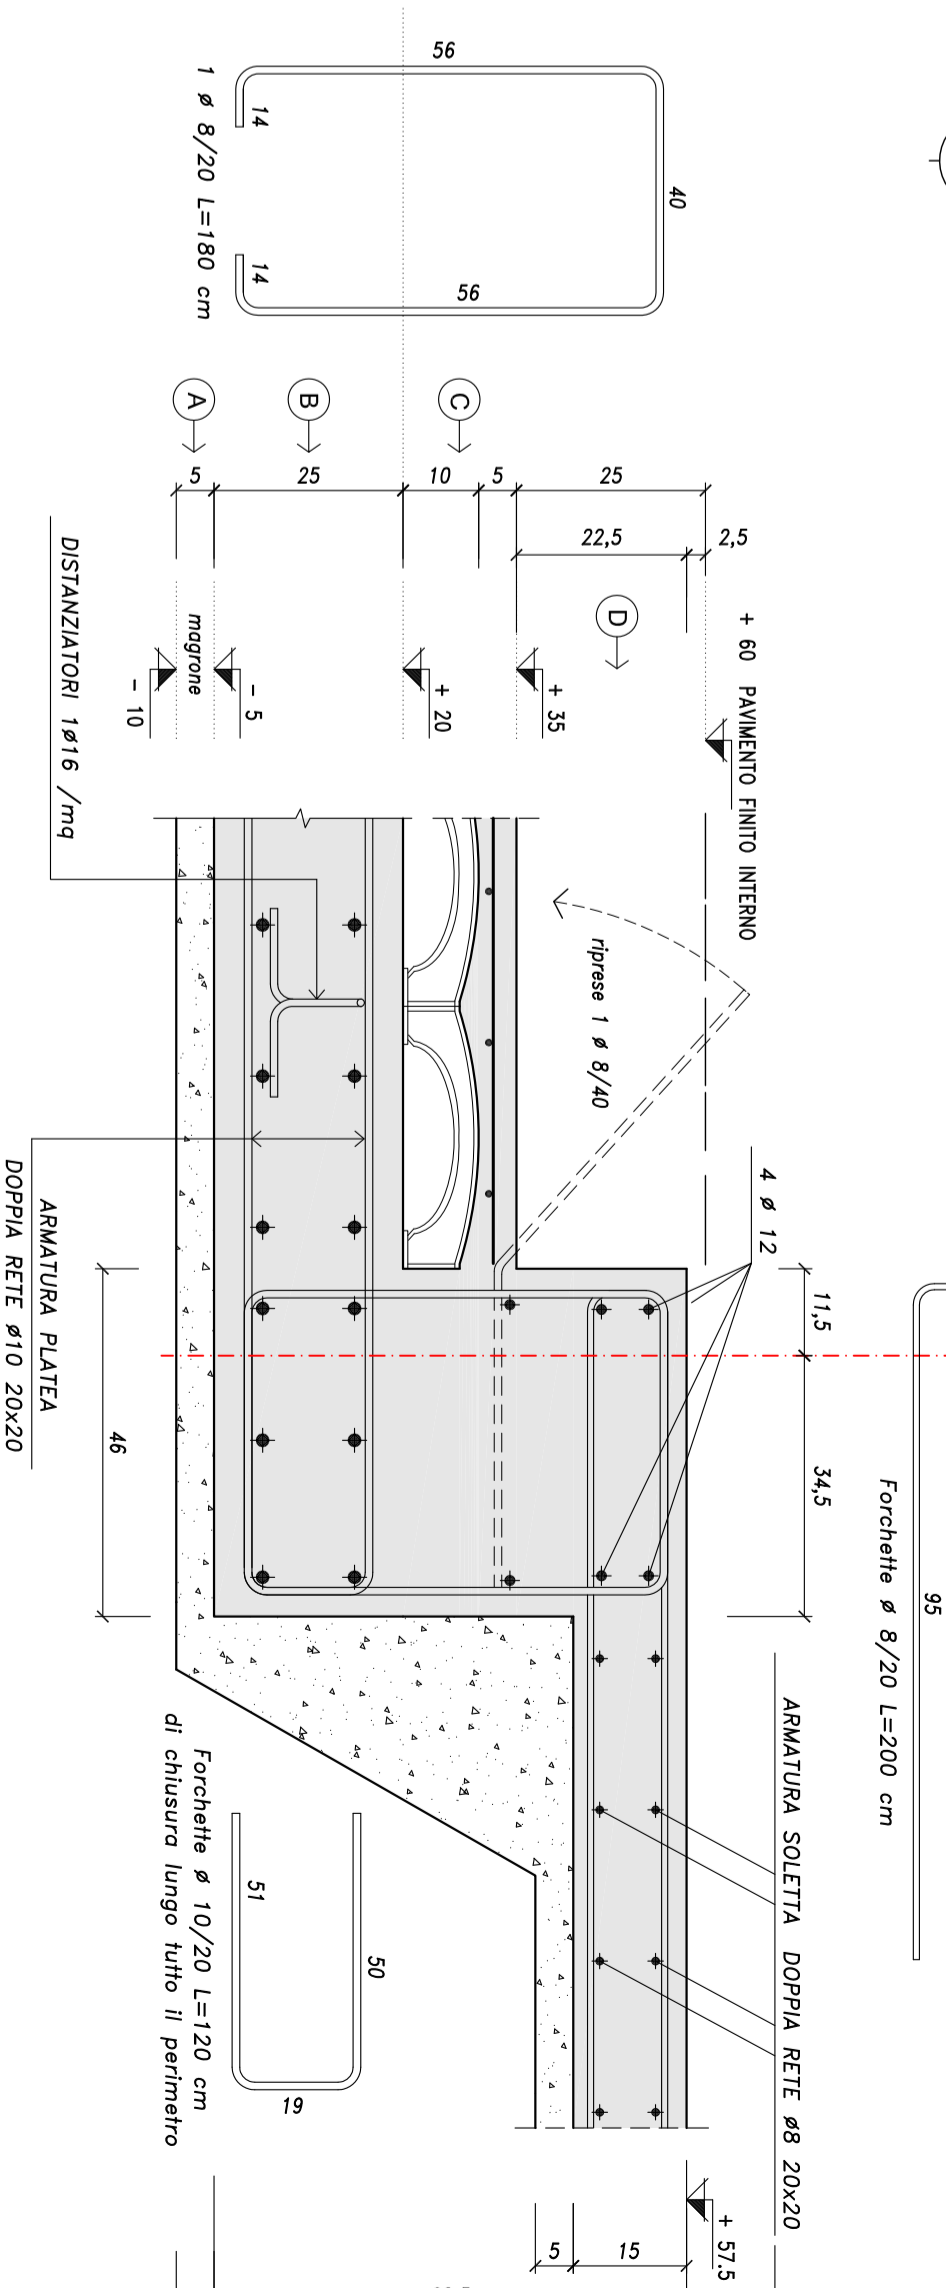 56
14
40
1 ø 8/20 L=180 cm
14
56
A
B
C
5
25
10
5
25
22,5
2,5
D
+ 60 PAVIMENTO FINITO INTERNO
magrone
- 10
- 5
+ 20
+ 35
DISTANZIATORI 1ø16 /mq
riprese 1 ø 8/40
4 ø 12
11,5
34,5
46
ARMATURA PLATEA
DOPPIA RETE ø10 20x20
Forchette ø 8/20 L=200 cm
95
ARMATURA SOLETTA DOPPIA RETE ø8 20x20
Forchette ø 10/20 L=120 cm
di chiusura lungo tutto il perimetro
51
50
19
+ 57.5
5
15